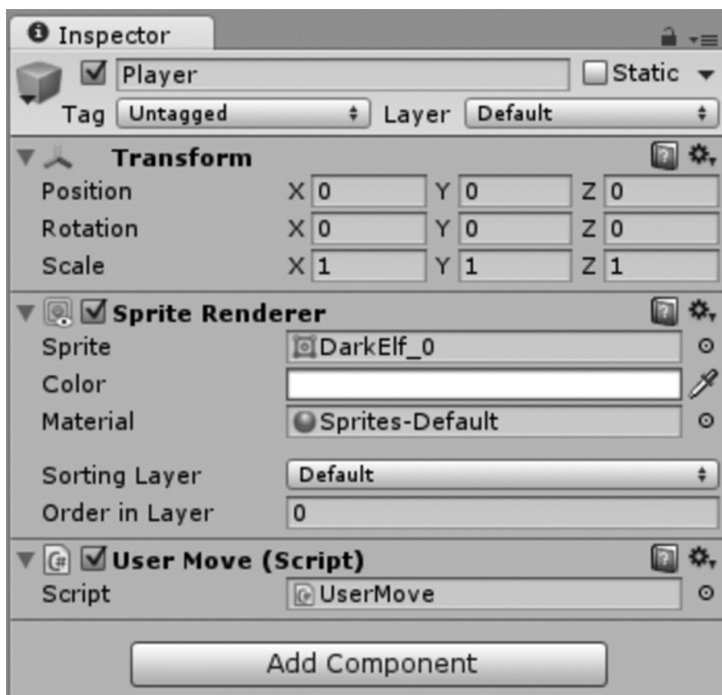 Inspector
Player Static
Tag Untagged Layer Default
Transform
Position X 0 Y 0 Z 0
Rotation X 0 Y 0 Z 0
Scale X 1 Y 1 Z 1
Sprite Renderer
Sprite DarkElf_0
Color
Material Sprites-Default
Sorting Layer Default
Order in Layer 0
C# User Move (Script)
Script UserMove
Add Component